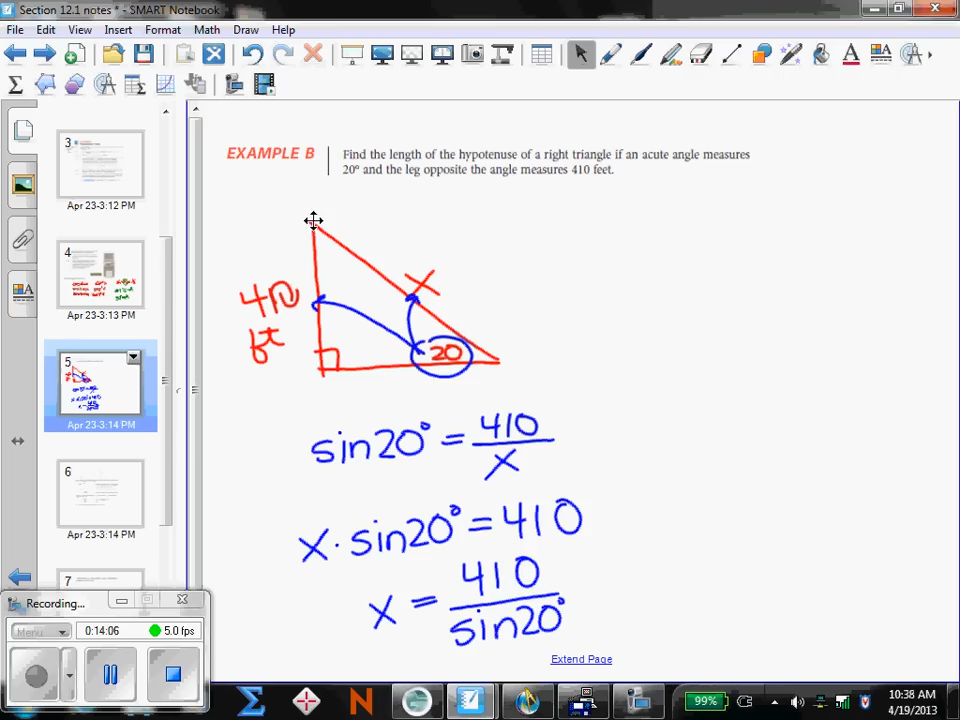 Section 12.1 notes * - SMART Notebook
File Edit View Insert Format Math Draw Help
3
Apr 23-3:12 PM
4
Apr 23-3:13 PM
5
Apr 23-3:14 PM
6
Apr 23-3:14 PM
7
EXAMPLE B
Find the length of the hypotenuse of a right triangle if an acute angle measures
20° and the leg opposite the angle measures 410 feet.
410
ft
x
20
sin20° = 410/x
x · sin20° = 410
x = 410/sin20°
Extend Page
Recording...
Menu
0:14:06
5.0 fps
99%
10:38 AM
4/19/2013